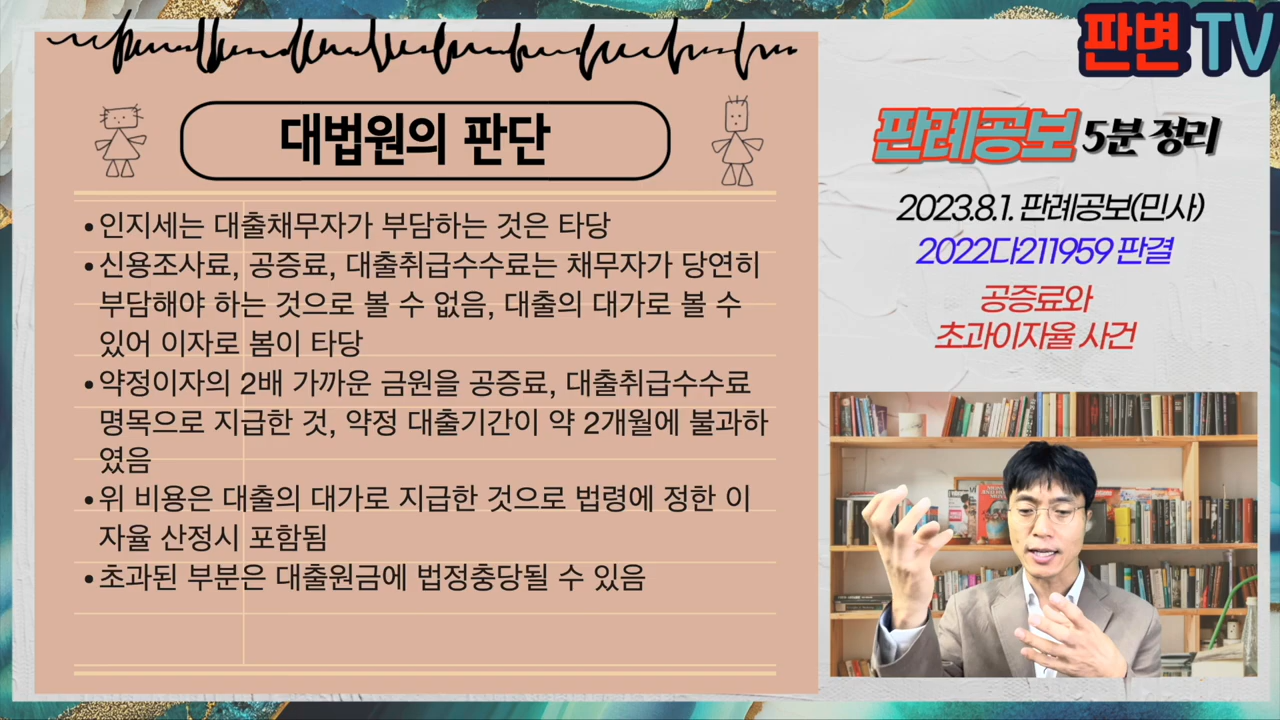 판변 TV
대법원의 판단
•인지세는 대출채무자가 부담하는 것은 타당
•신용조사료, 공증료, 대출취급수수료는 채무자가 당연히
부담해야 하는 것으로 볼 수 없음, 대출의 대가로 볼 수
있어 이자로 봄이 타당
•약정이자의 2배 가까운 금원을 공증료, 대출취급수수료
명목으로 지급한 것, 약정 대출기간이 약 2개월에 불과하
였음
•위 비용은 대출의 대가로 지급한 것으로 법령에 정한 이
자율 산정시 포함됨
•초과된 부분은 대출원금에 법정충당될 수 있음
판례공보 5분 정리
2023.8.1. 판례공보(민사)
2022다211959 판결
공증료와
초과이자율 사건